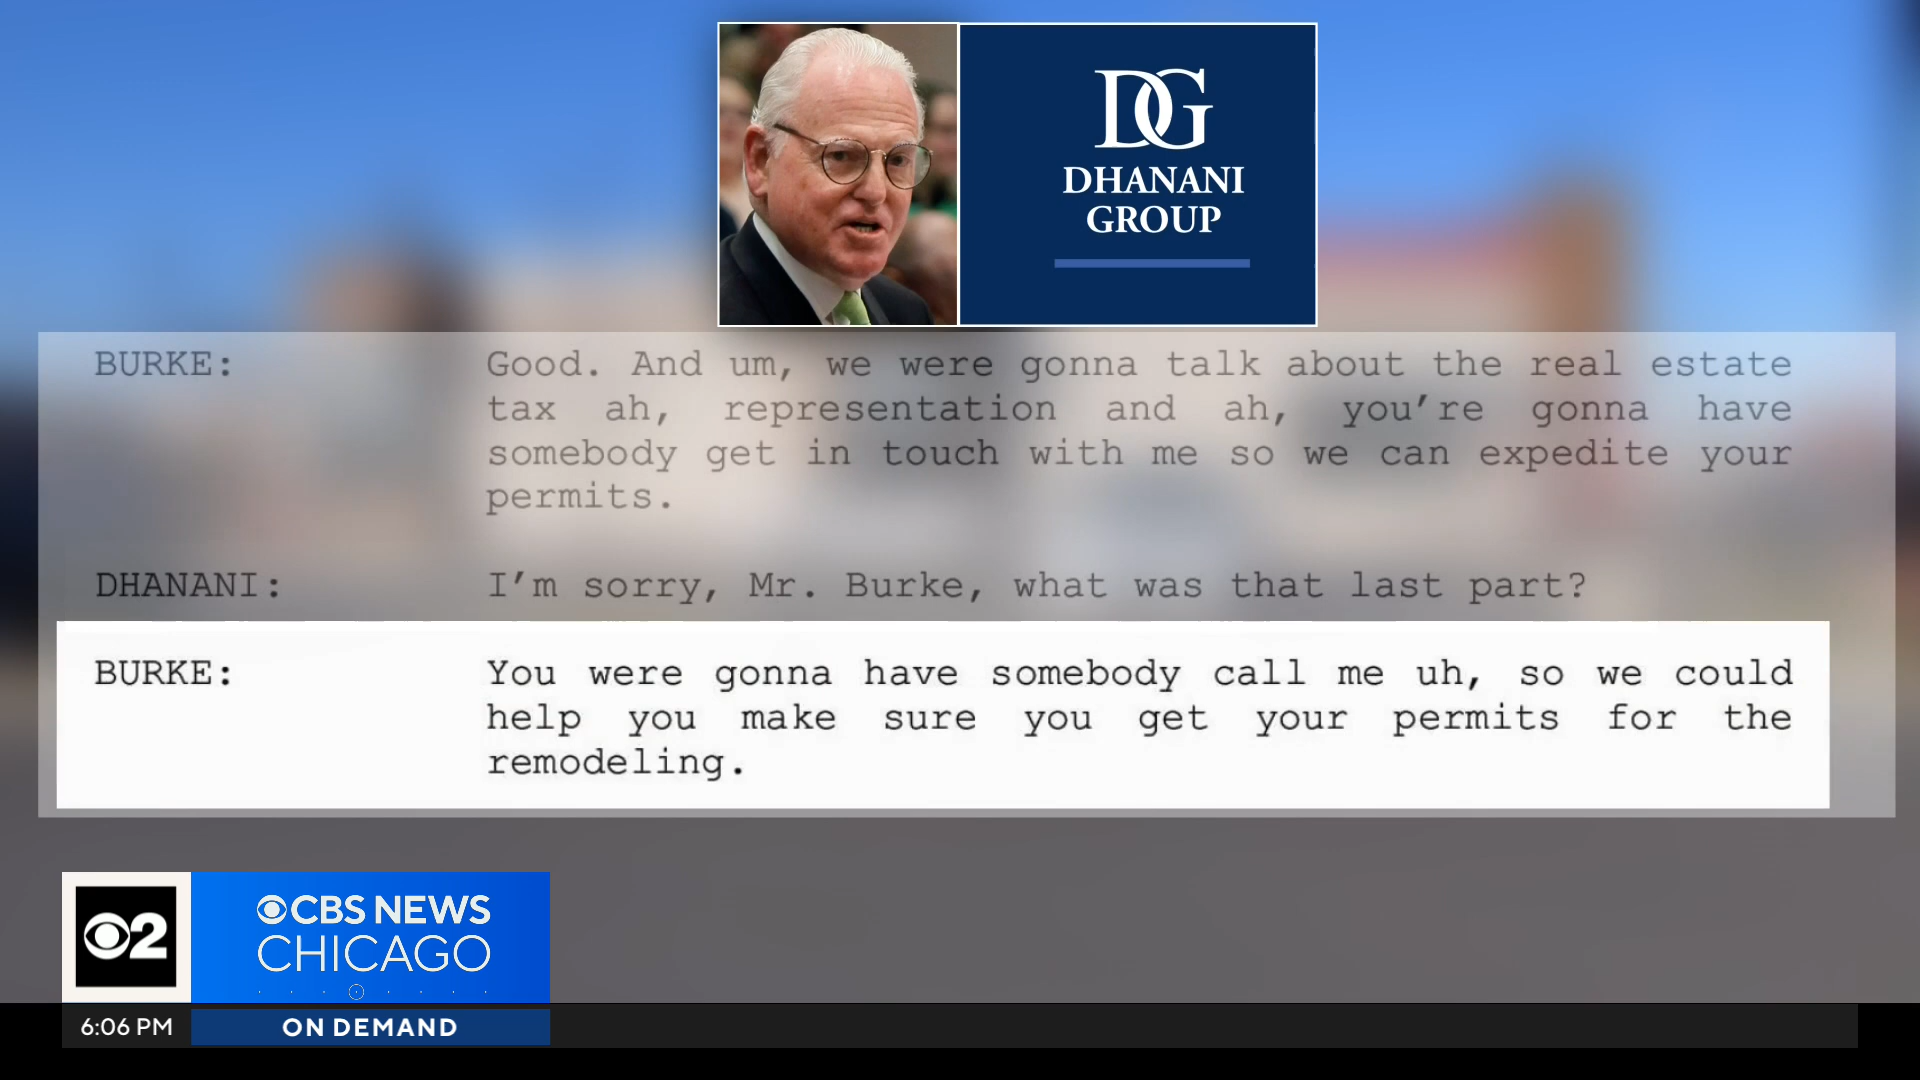 DG
DHANANI
GROUP
BURKE: Good. And um, we were gonna talk about the real estate
tax ah, representation and ah, you’re gonna have
somebody get in touch with me so we can expedite your
permits.
DHANANI: I’m sorry, Mr. Burke, what was that last part?
BURKE: You were gonna have somebody call me uh, so we could
help you make sure you get your permits for the
remodeling.
2
CBS NEWS
CHICAGO
6:06 PM
ON DEMAND